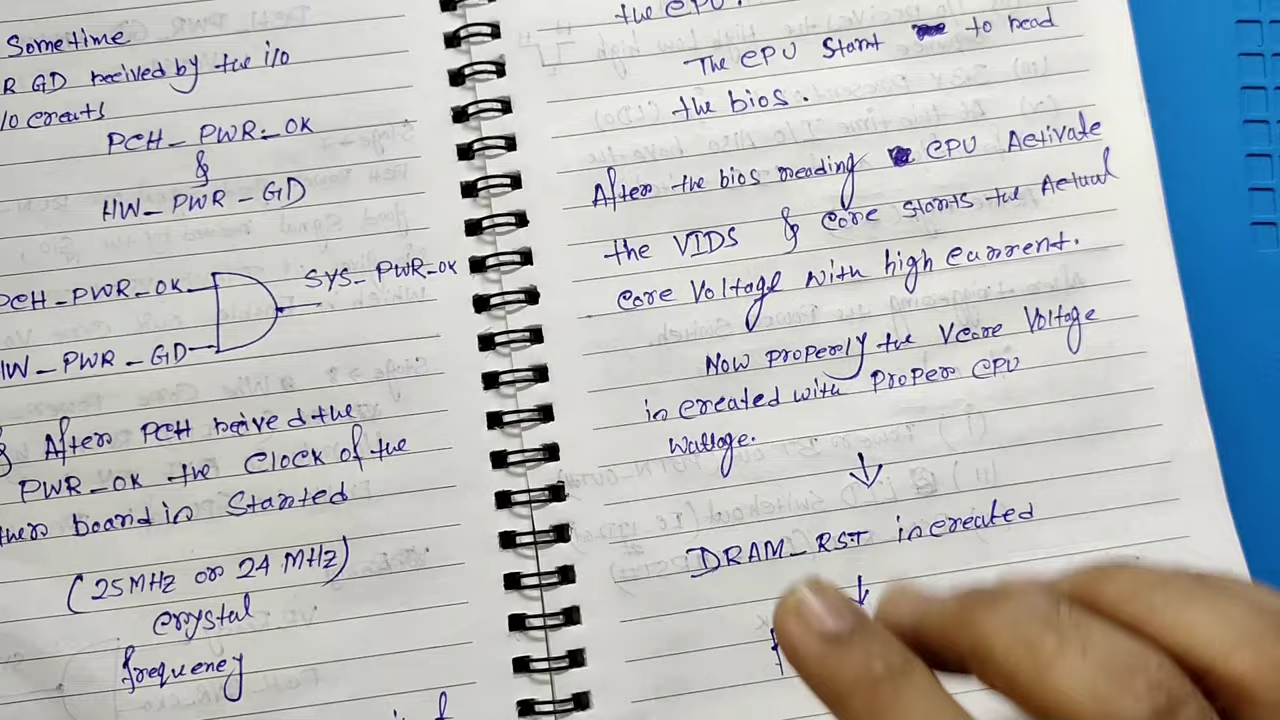 Sometime
R GD received by the i/o
PCH_PWR_OK
&
HW_PWR_GD
PCH_PWR_OK
SYS_PWR_OK
HW_PWR_GD
After PCH reived the
PWR_OK the clock of the
board is started
(25MHZ or 24 MHZ)
crystal
frequency
the CPU.
The CPU start to read
the bios.
After the bios reading CPU Activate
the VIDS & core starts the Actual
core voltage with high current.
Now properly the Vcore voltage
is created with proper CPU
wattage.
↓
DRAM_RST is created
↓